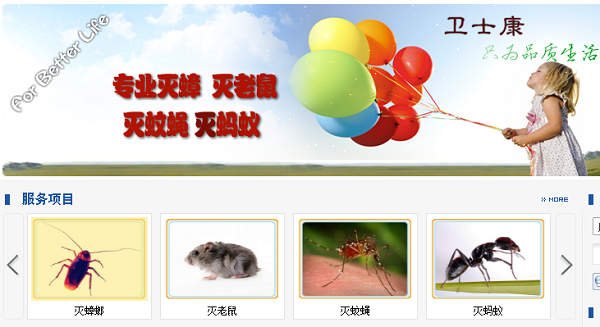 For Better Life
卫士康
只为品质生活
专业灭蟑 灭老鼠
灭蚊蝇 灭蚂蚁
服务项目
MORE
灭蟑螂
灭老鼠
灭蚊蝇
灭蚂蚁